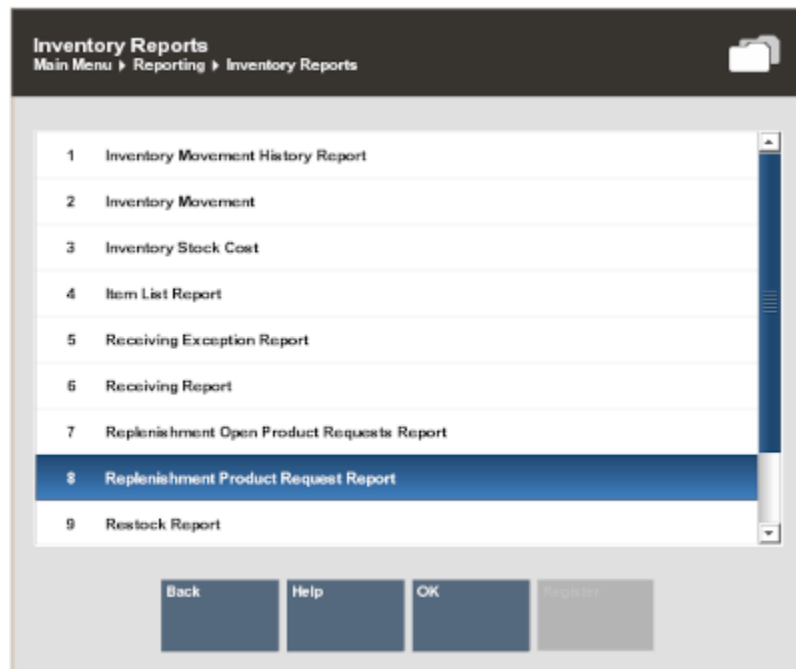 Inventory Reports
Main Menu ▸ Reporting ▸ Inventory Reports
1 Inventory Movement History Report
2 Inventory Movement
3 Inventory Stock Cost
4 Item List Report
5 Receiving Exception Report
6 Receiving Report
7 Replenishment Open Product Requests Report
8 Replenishment Product Request Report
9 Restock Report
Back Help OK Register